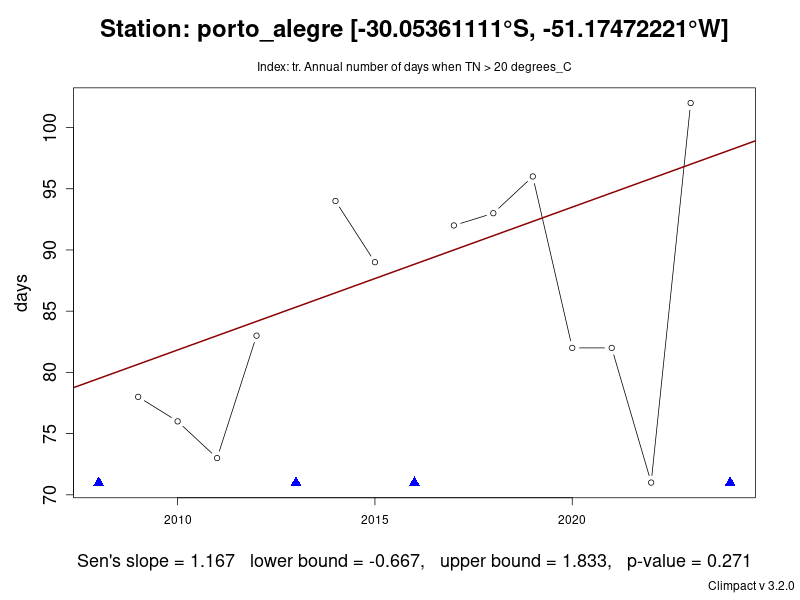 Station: porto_alegre [-30.05361111°S, -51.17472221°W]
Index: tr. Annual number of days when TN > 20 degrees_C
days
100
95
90
85
80
75
70
2010 2015 2020
Sen's slope = 1.167 lower bound = -0.667, upper bound = 1.833, p-value = 0.271
Climpact v 3.2.0